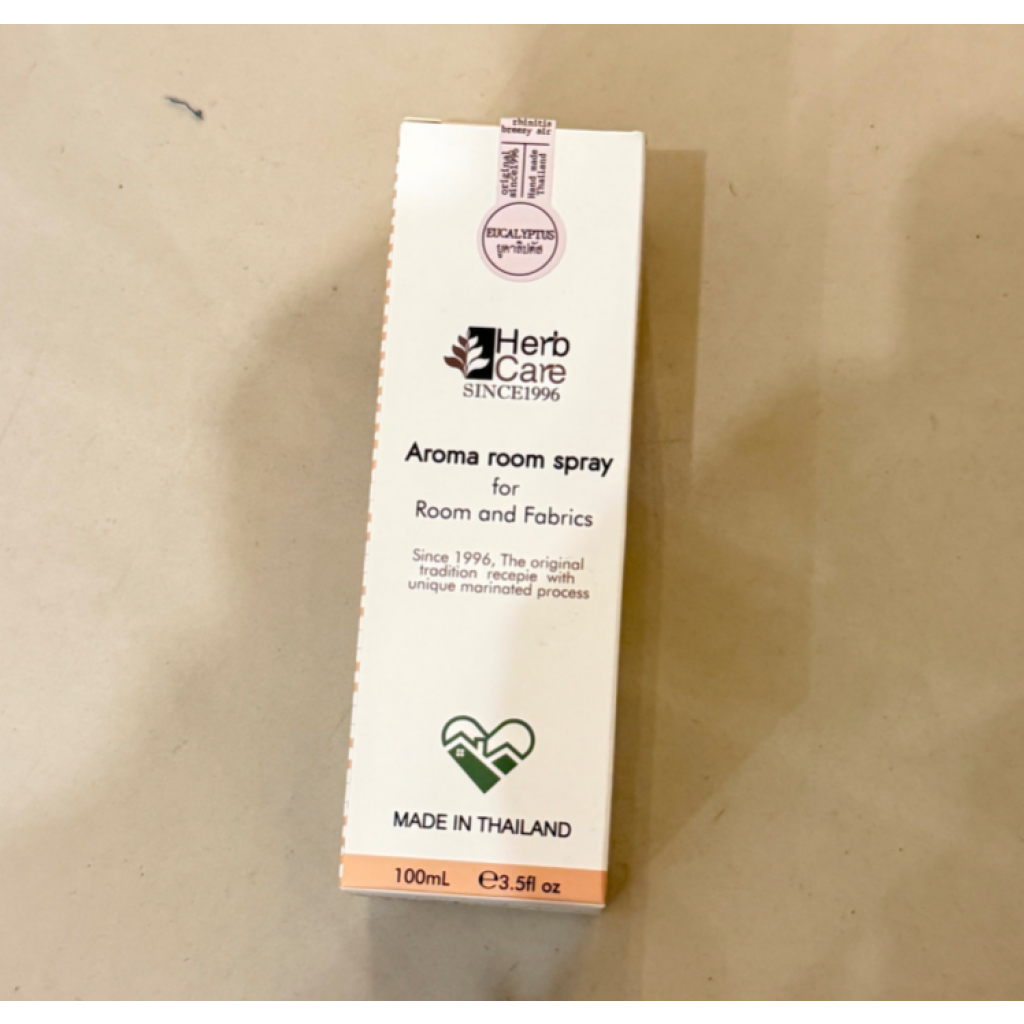 rhinitis
breezy air
original
since1996
Hand made
Thailand
EUCALYPTUS
ยูคาลิปตัส
Herb
Care
SINCE1996
Aroma room spray
for
Room and Fabrics
Since 1996, The original
tradition recepie with
unique marinated process
MADE IN THAILAND
100mL ℮3.5fl oz